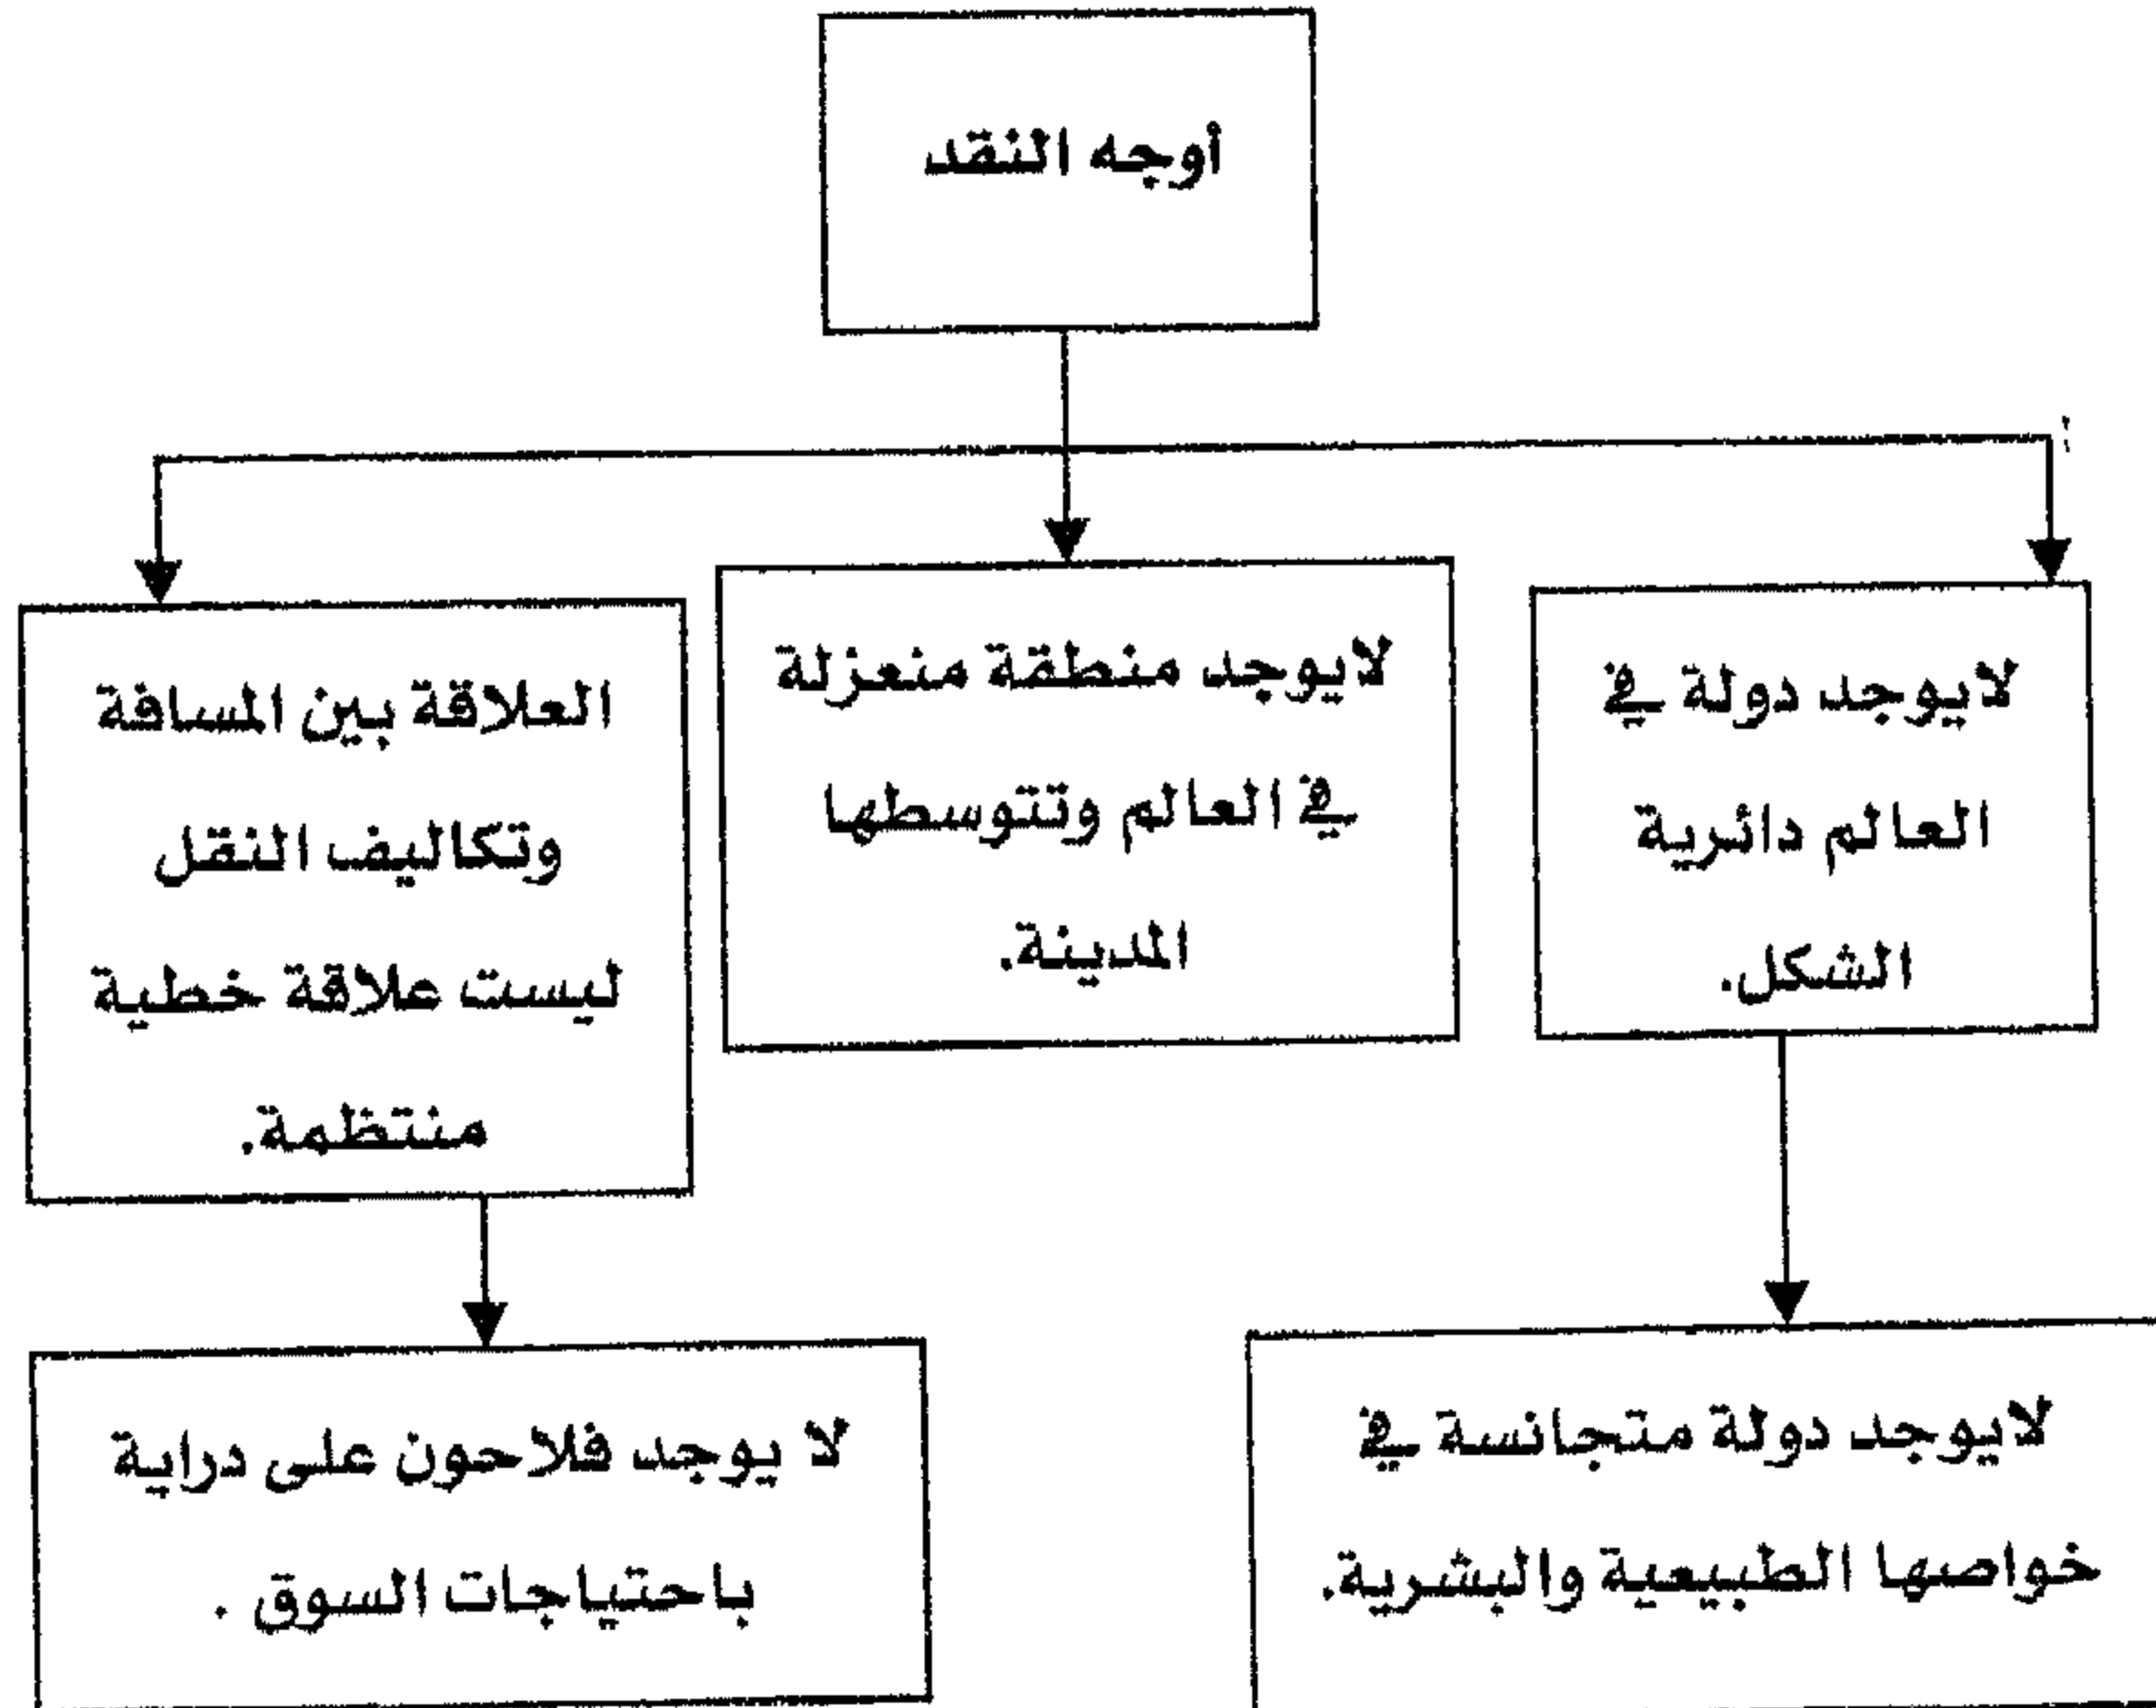 أوجه النقد
لايوجد دولة في
العالم دائرية
الشكل.
لايوجد منطقة منعزلة
في العالم وتتوسطها
المدينة.
العلاقة بين المسافة
وتكاليف النقل
ليست علاقة خطية
منتظمة.
لايوجد دولة متجانسة في
خواصها الطبيعية والبشرية.
لا يوجد فلاحون على دراية
باحتياجات السوق .